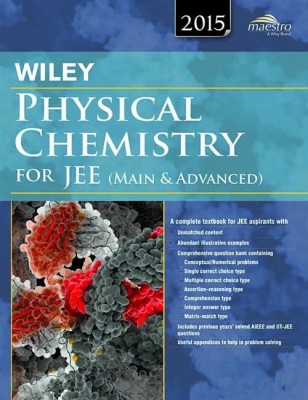 2015
maestro
A Wiley Brand
WILEY
PHYSICAL
CHEMISTRY
FOR JEE (MAIN & ADVANCED)
A complete textbook for JEE aspirants with
Unmatched content
Abundant illustrative examples
Comprehensive question bank containing
Conceptual/Numerical problems
Single correct choice type
Multiple correct choice type
Assertion-reasoning type
Comprehension type
Integer answer type
Matrix-match type
Includes previous years' solved AIEEE and IIT-JEE
questions
Useful appendices to help in problem solving